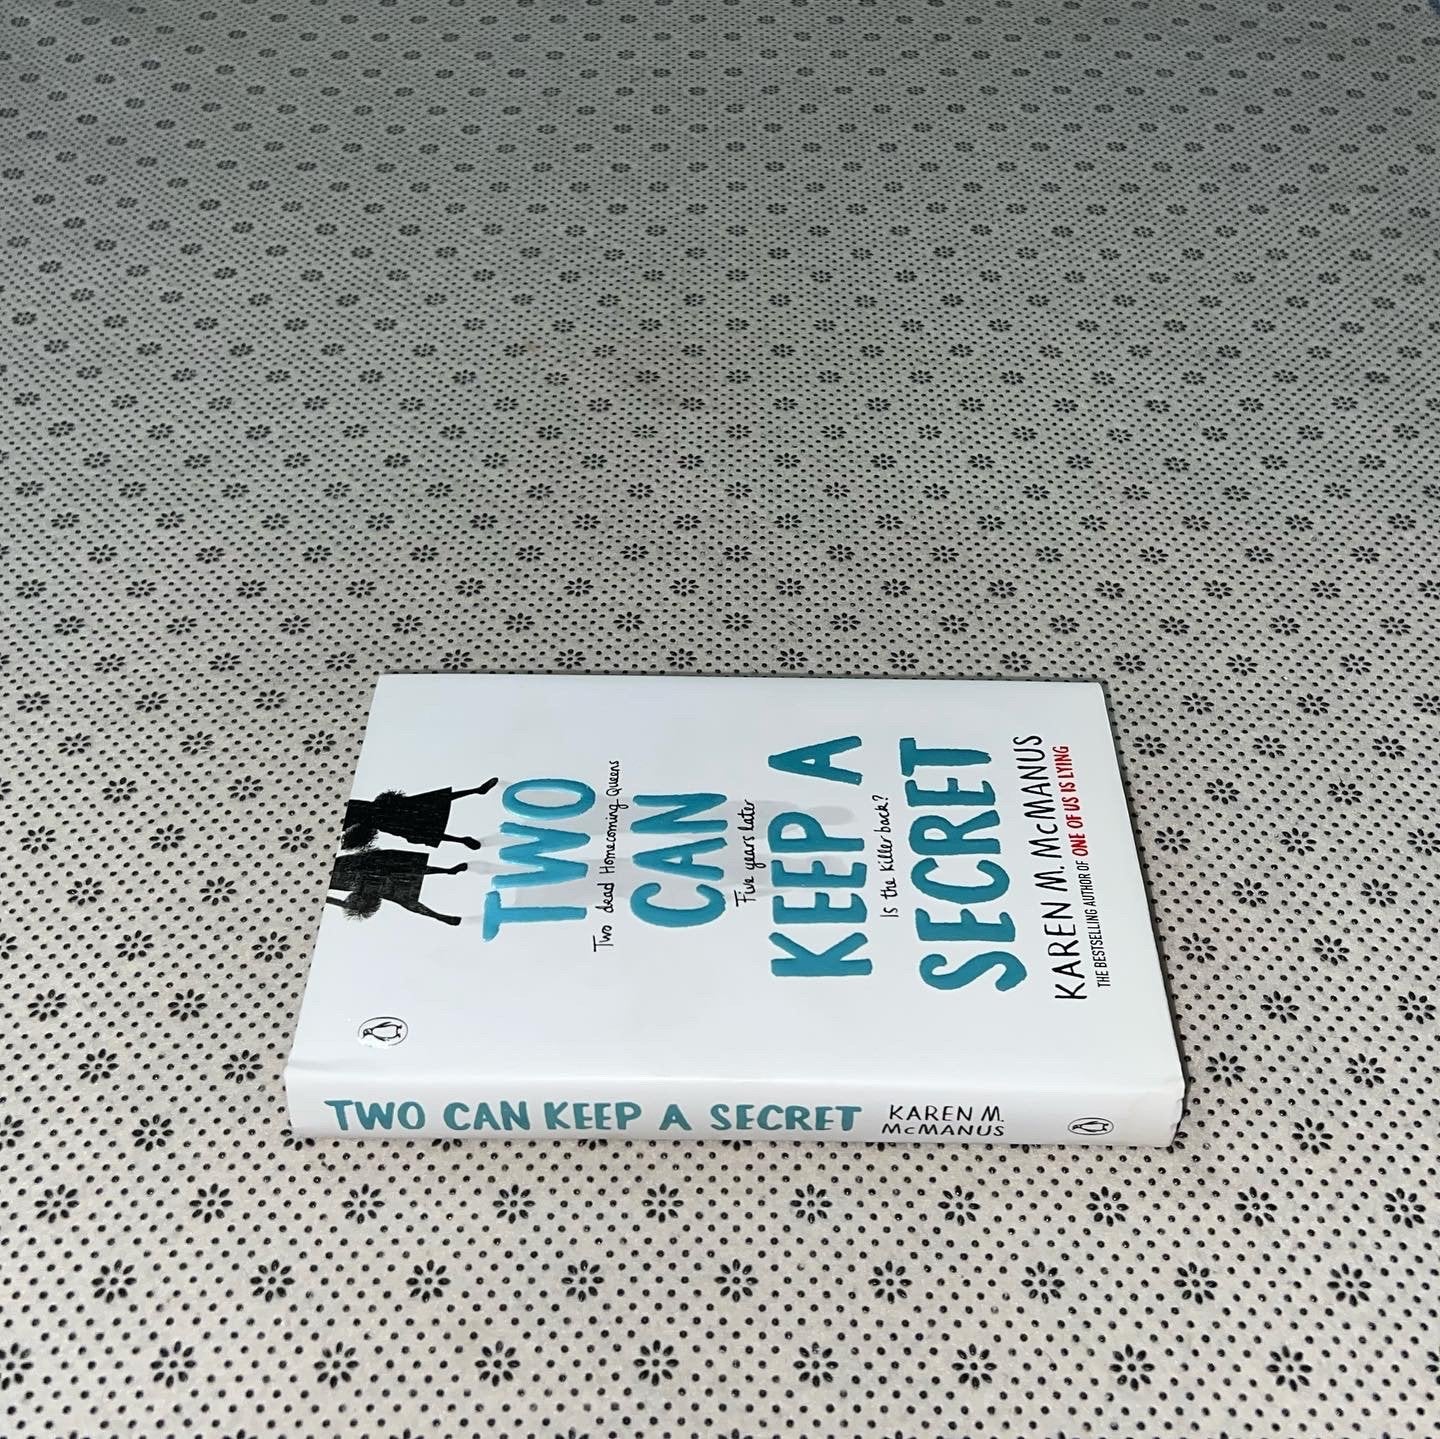 TWO
Two dead Homecoming Queens
CAN
Five years later
KEEP A
Is the killer back?
SECRET
KAREN M. McMANUS
THE BESTSELLING AUTHOR OF ONE OF US IS LYING
TWO CAN KEEP A SECRET
KAREN M.
McMANUS